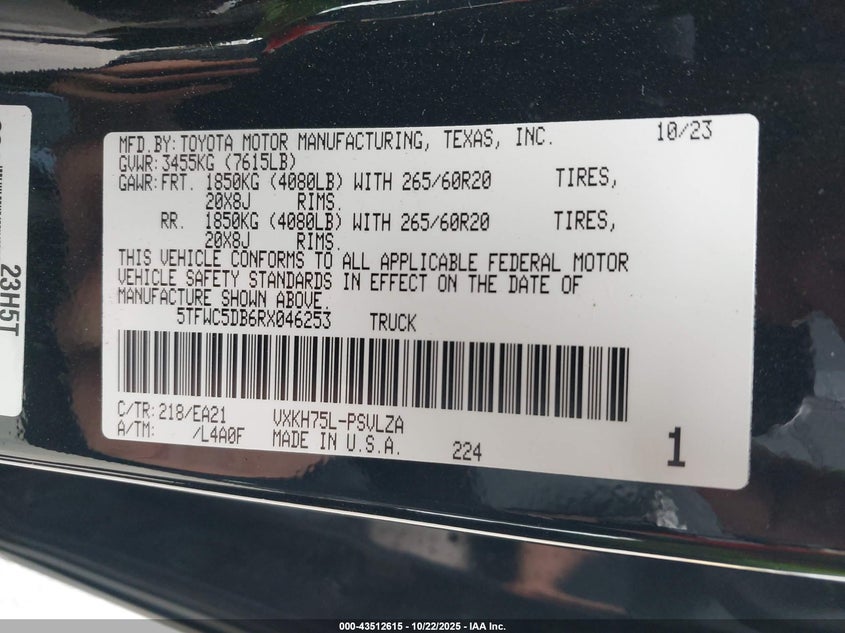 MFD.BY:TOYOTA MOTOR MANUFACTURING, TEXAS, INC. 10/23
GVWR:3455KG (7615LB)
GAWR:FRT. 1850KG (4080LB) WITH 265/60R20 TIRES,
20X8J RIMS.
RR. 1850KG (4080LB) WITH 265/60R20 TIRES,
20X8J RIMS.
THIS VEHICLE CONFORMS TO ALL APPLICABLE FEDERAL MOTOR
VEHICLE SAFETY STANDARDS IN EFFECT ON THE DATE OF
MANUFACTURE SHOWN ABOVE.
5TFWC5DB6RX046253 TRUCK
C/TR:218/EA21 VXKH75L-PSVLZA
A/TM: /L4A0F MADE IN U.S.A. 224 1
23H5T
000-43512615 - 10/22/2025 - IAA Inc.